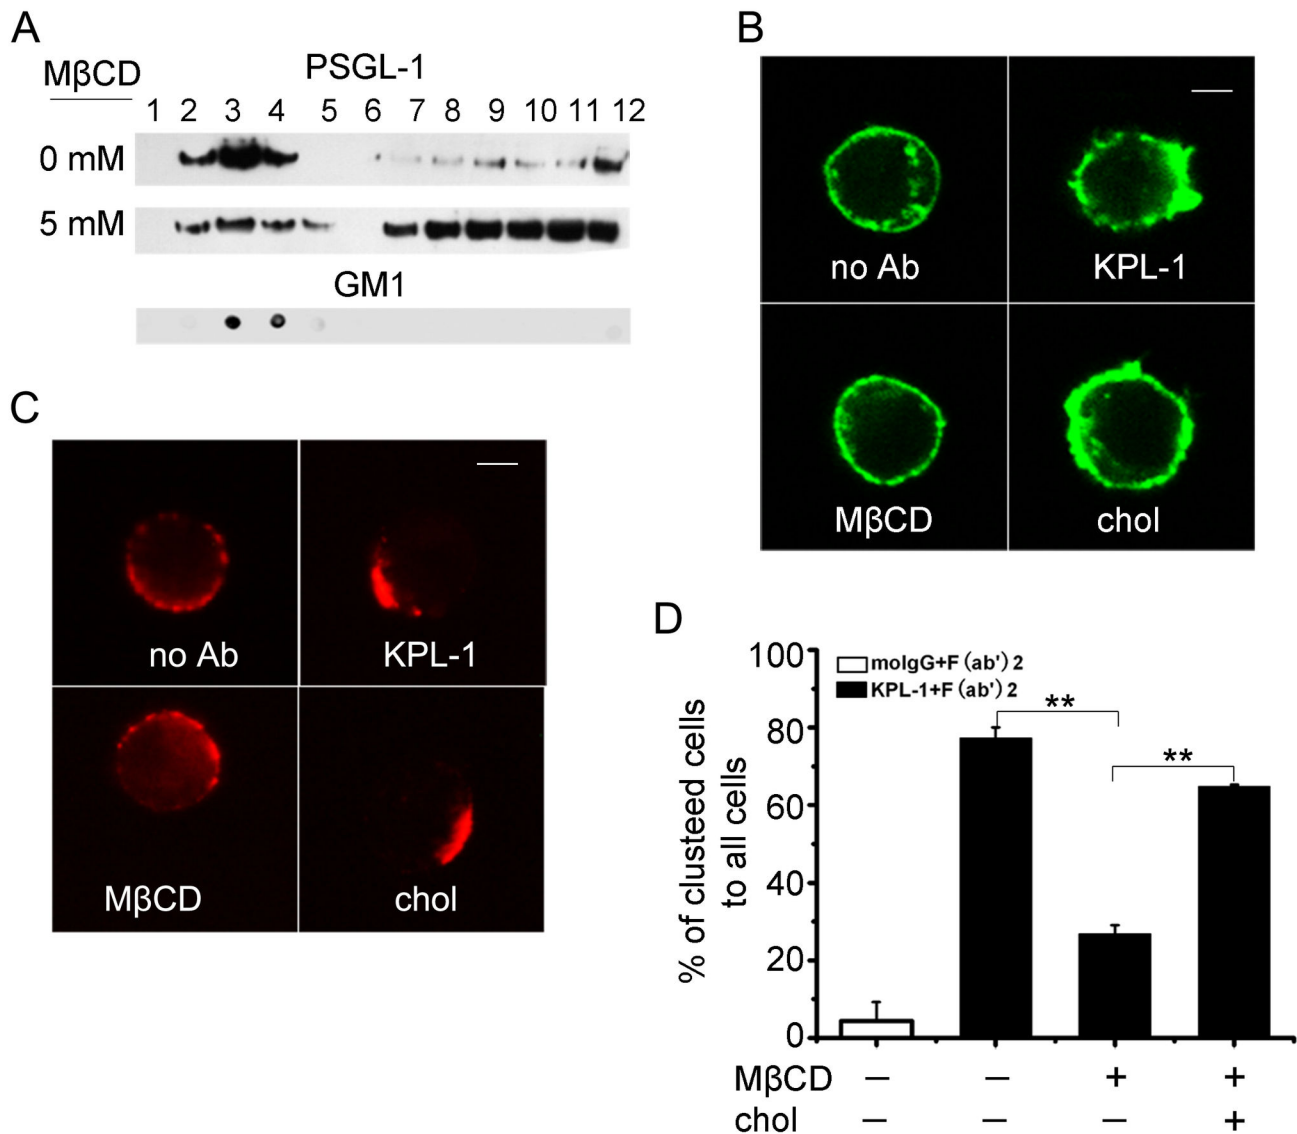 A
MβCD
PSGL-1
1 2 3 4 5 6 7 8 9 10 11 12
0 mM
5 mM
GM1
B
no Ab
KPL-1
MβCD
chol
C
no Ab
KPL-1
MβCD
chol
D
% of clusteed cells
to all cells
100
80
60
40
20
0
moIgG+F(ab')2
KPL-1+F(ab')2
**
**
MβCD − − + +
chol − − − +